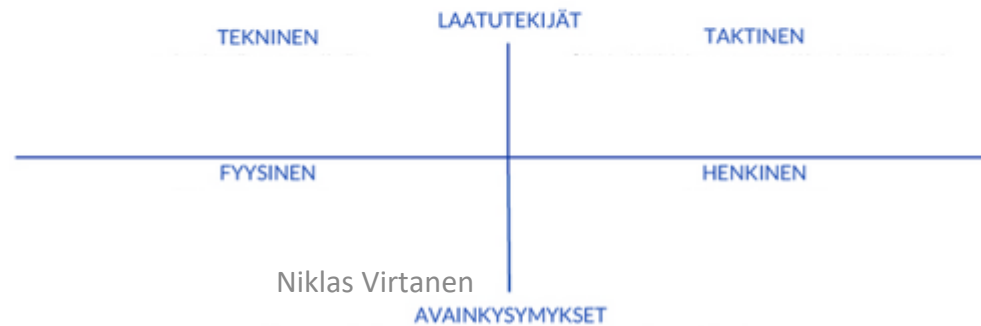 LAATUTEKIJÄT
TEKNINEN
TAKTINEN
FYYSINEN
HENKINEN
Niklas Virtanen
AVAINKYSYMYKSET